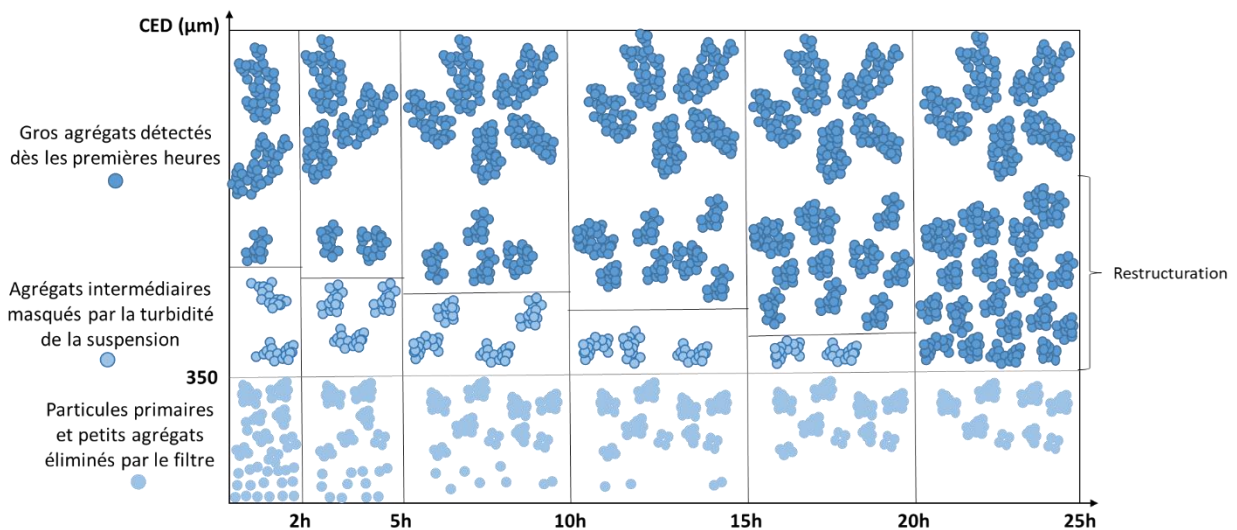 CED (µm)
Gros agrégats détectés
dès les premières heures
Agrégats intermédiaires
masqués par la turbidité
de la suspension
350
Particules primaires
et petits agrégats
éliminés par le filtre
Restructuration
2h
5h
10h
15h
20h
25h